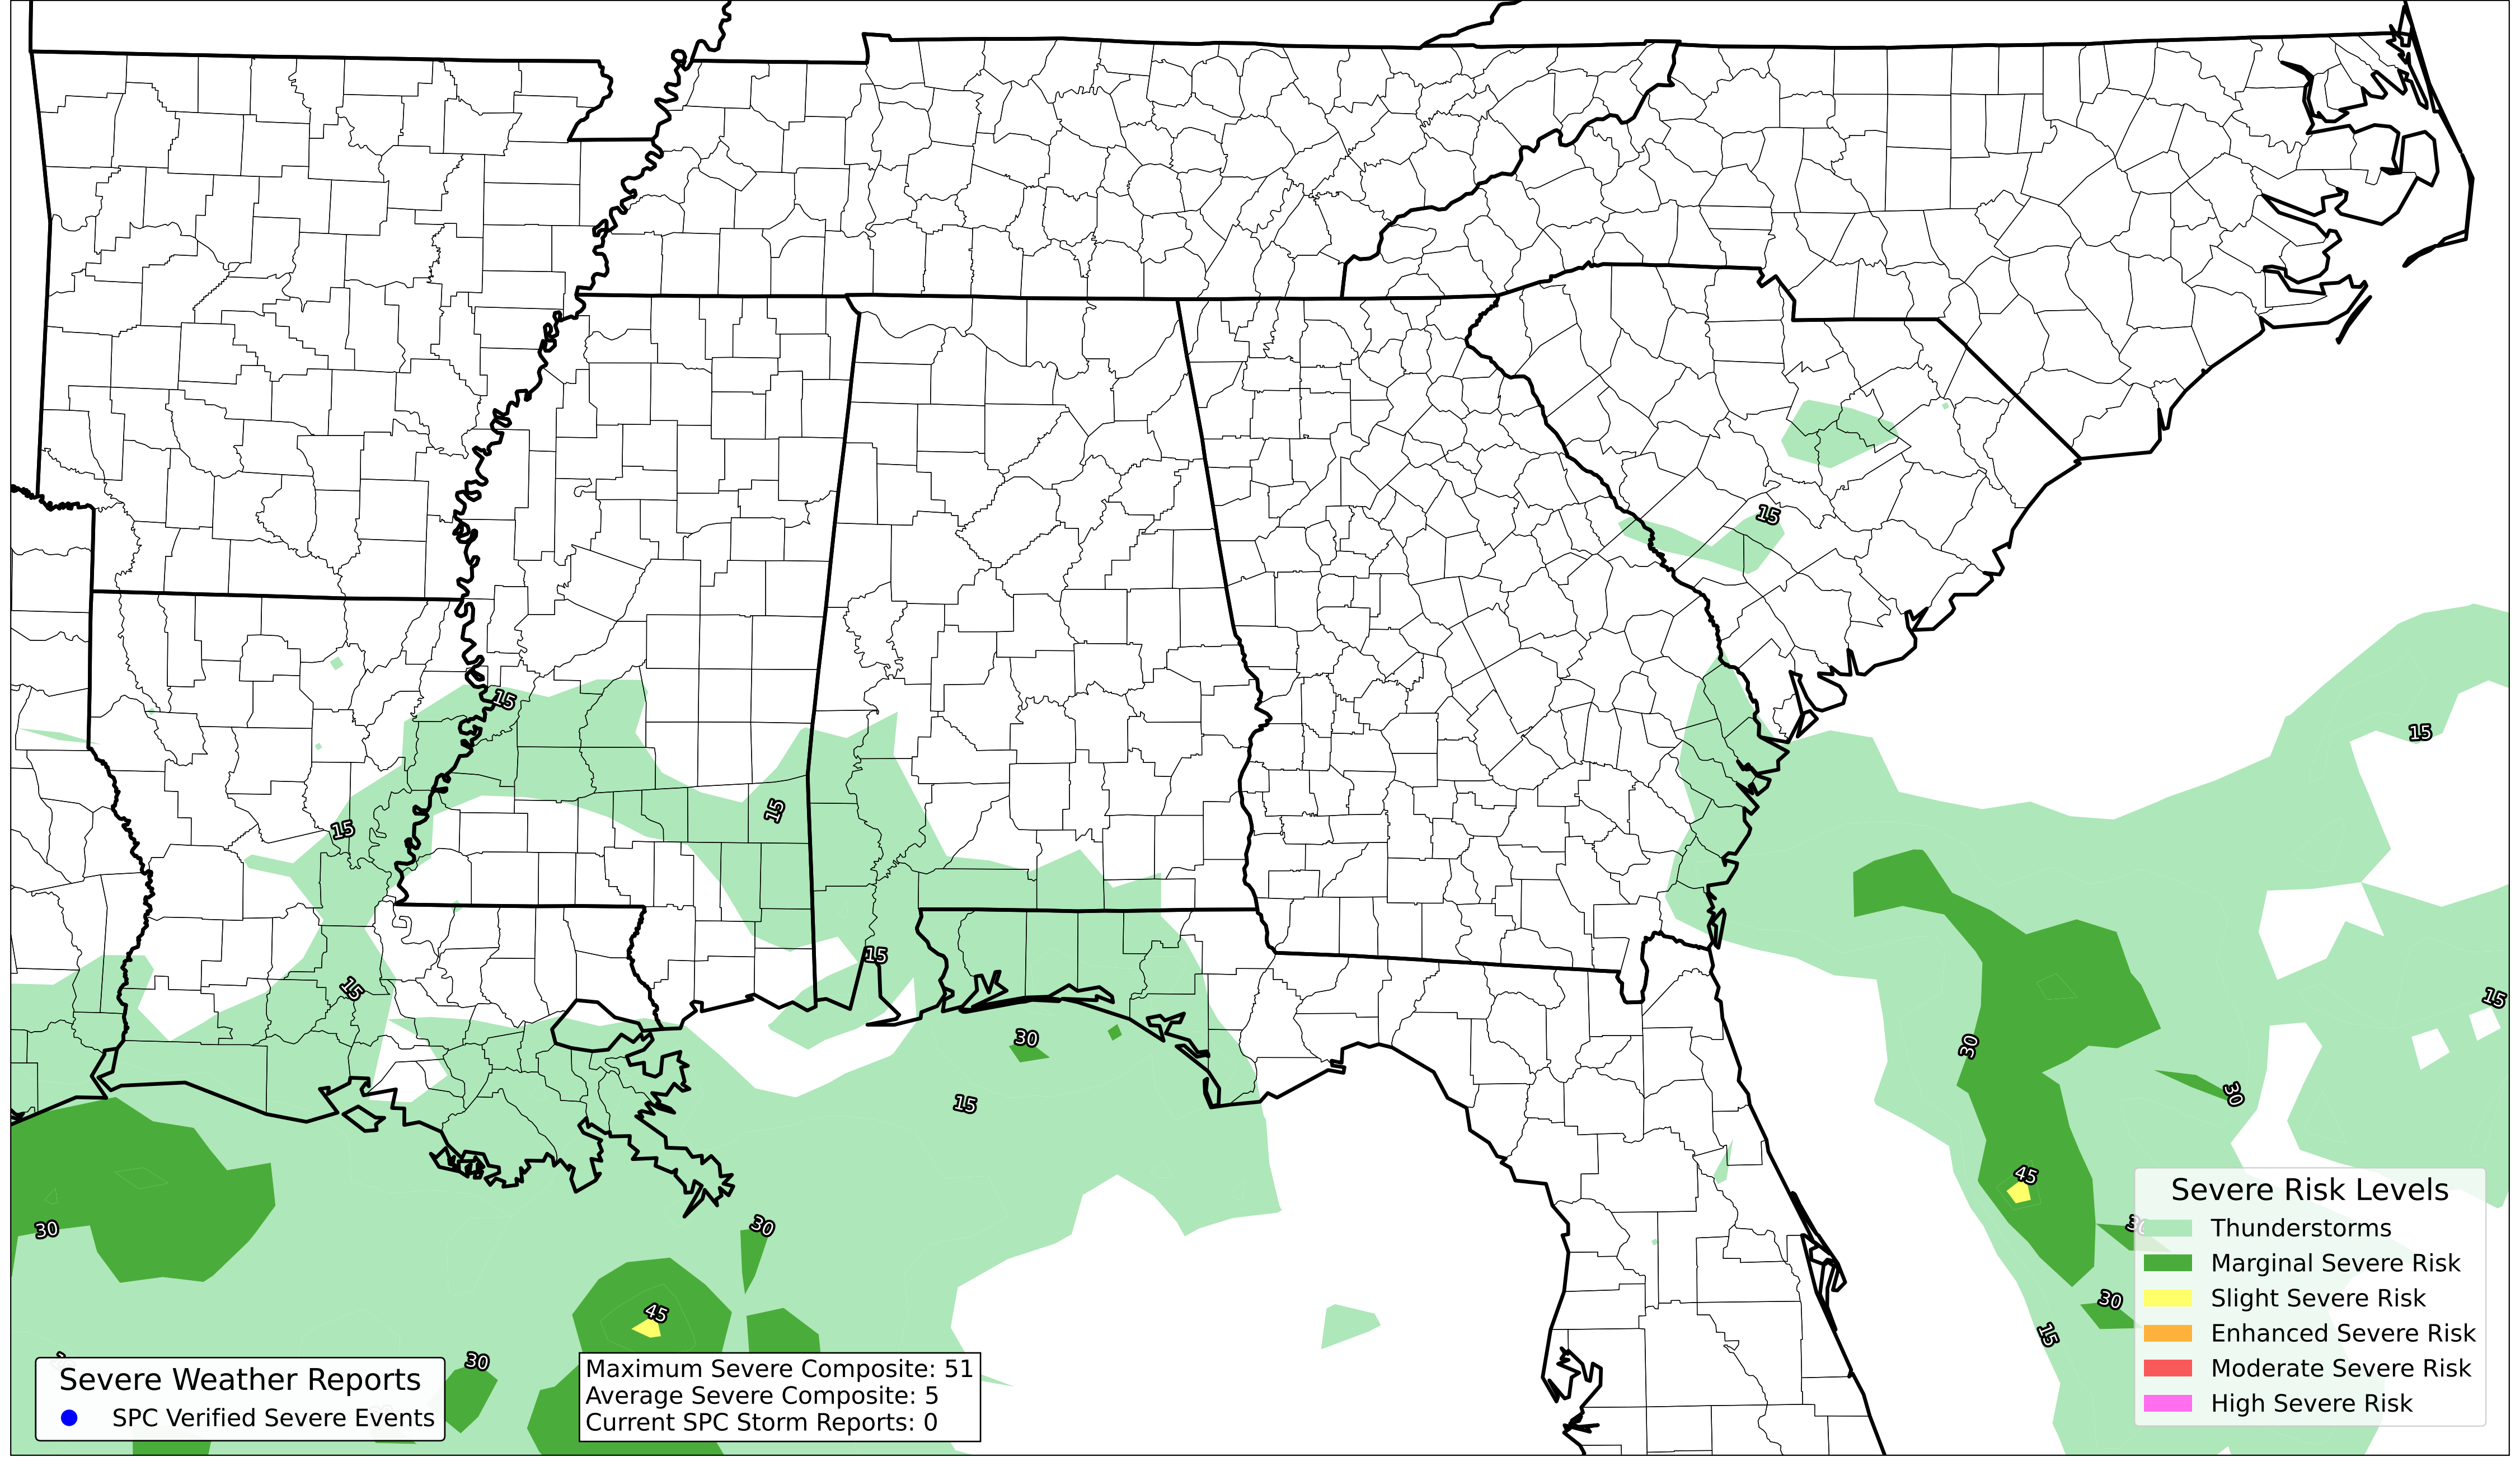 15
15
15
15
15
15
15
15
30
30
15
30
45
30
30
30
45
30
15
30
Severe Weather Reports
SPC Verified Severe Events
Maximum Severe Composite: 51
Average Severe Composite: 5
Current SPC Storm Reports: 0
Severe Risk Levels
Thunderstorms
Marginal Severe Risk
Slight Severe Risk
Enhanced Severe Risk
Moderate Severe Risk
High Severe Risk